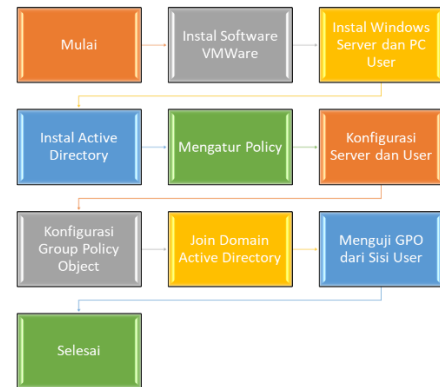 Mulai
Instal Software
VMWare
Instal Windows
Server dan PC
User
Instal Active
Directory
Mengatur Policy
Konfigurasi
Server dan User
Konfigurasi
Group Policy
Object
Join Domain
Active Directory
Menguji GPO
dari Sisi User
Selesai